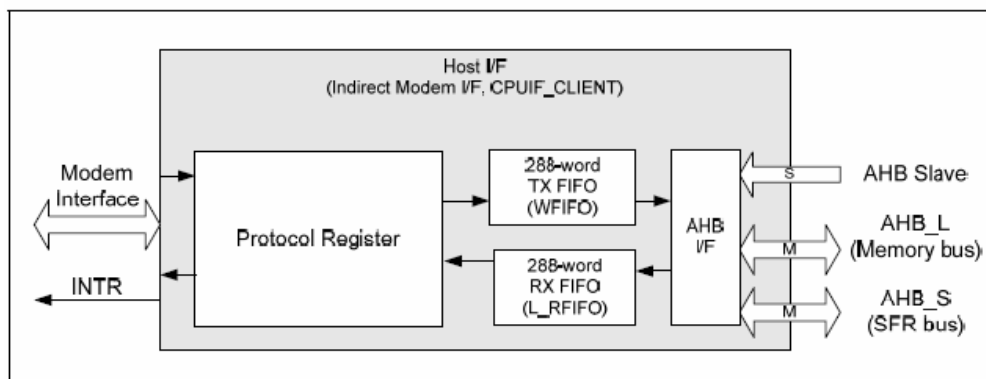 Host I/F
(Indirect Modem I/F, CPUIF_CLIENT)
Modem
Interface
INTR
Protocol Register
288-word
TX FIFO
(WFIFO)
288-word
RX FIFO
(L_RFIFO)
AHB
I/F
S
AHB Slave
M
AHB_L
(Memory bus)
M
AHB_S
(SFR bus)